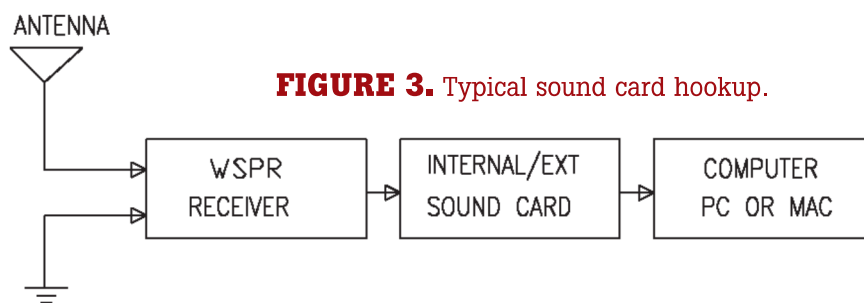 ANTENNA
FIGURE 3. Typical sound card hookup.
WSPR
RECEIVER
INTERNAL/EXT
SOUND CARD
COMPUTER
PC OR MAC